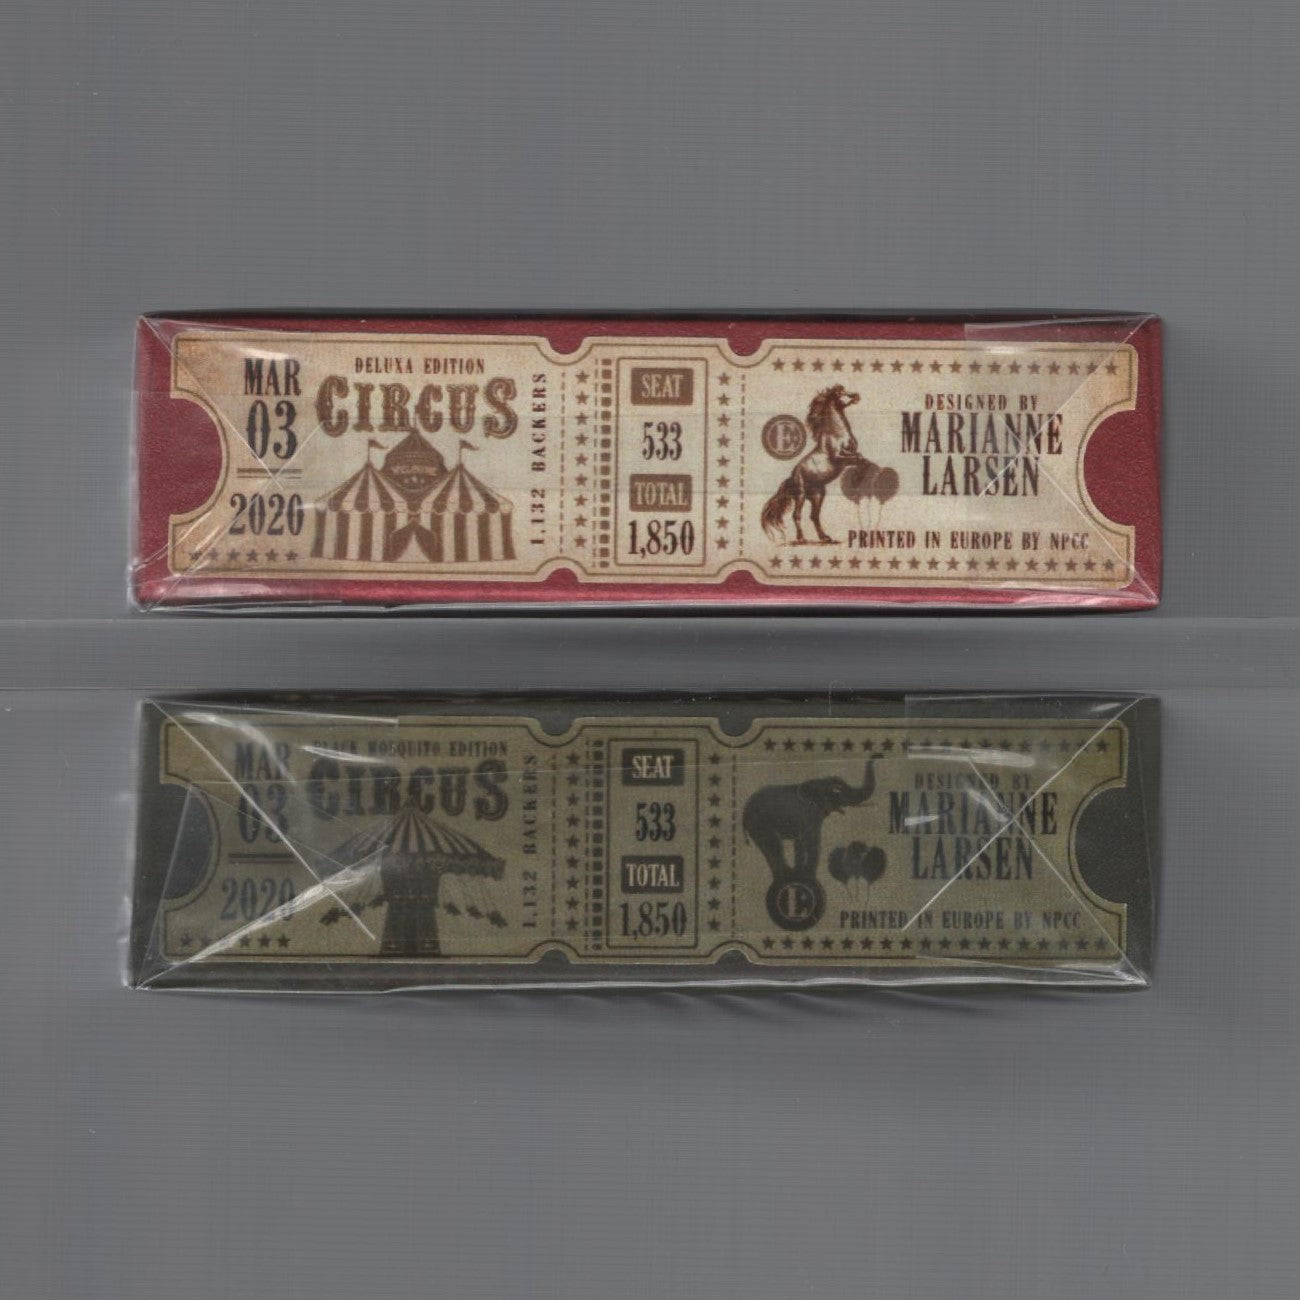 MAR
03
2020
DELUXA EDITION
CIRCUS
WELCOME
1,132 BACKERS
SEAT
533
TOTAL
1,850
E
DESIGNED BY
MARIANNE
LARSEN
PRINTED IN EUROPE BY NPCC
MAR
03
2020
BLACK MOSQUITO EDITION
CIRCUS
1,132 BACKERS
SEAT
533
TOTAL
1,850
E
DESIGNED BY
MARIANNE
LARSEN
PRINTED IN EUROPE BY NPCC